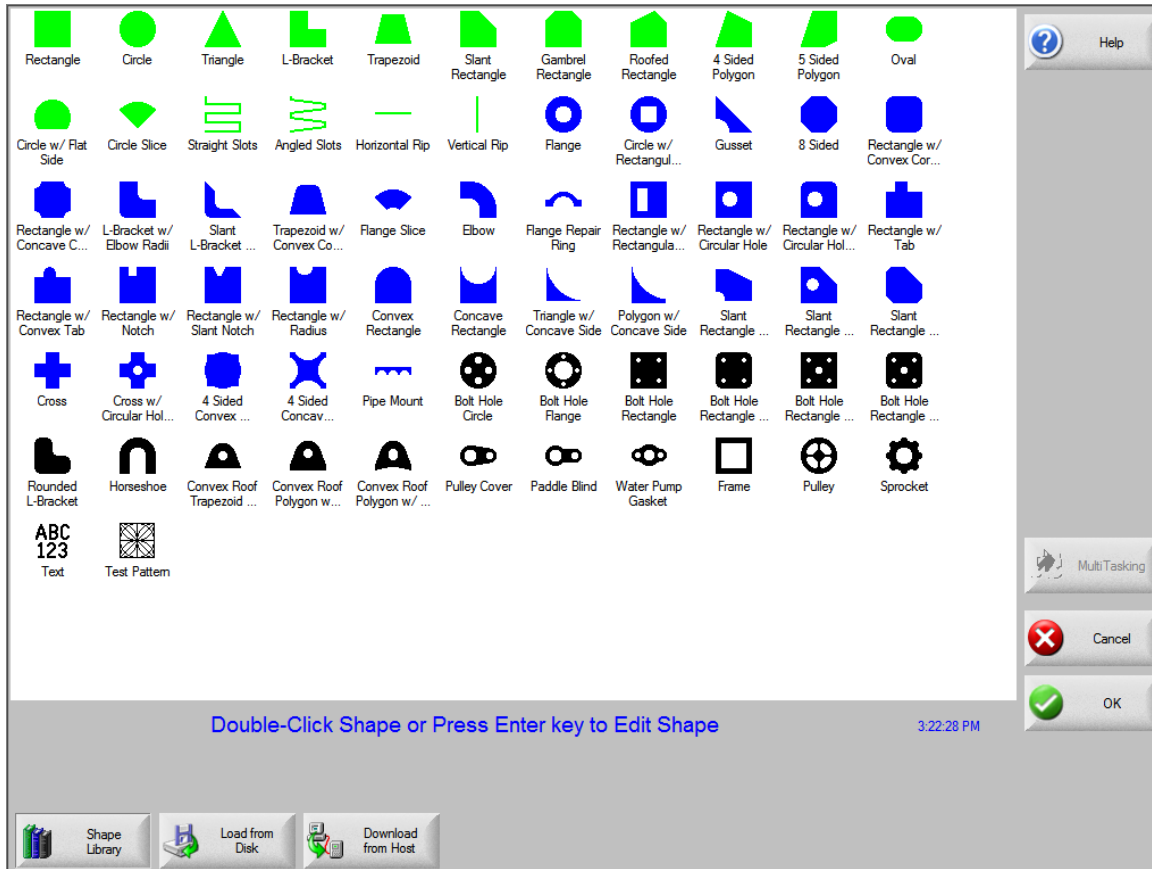 Rectangle
Circle
Triangle
L-Bracket
Trapezoid
Slant
Rectangle
Gambrel
Rectangle
Roofed
Rectangle
4 Sided
Polygon
5 Sided
Polygon
Oval
Help
Circle w/ Flat
Side
Circle Slice
Straight Slots
Angled Slots
Horizontal Rip
Vertical Rip
Flange
Circle w/
Rectangul...
Gusset
8 Sided
Rectangle w/
Convex Cor...
Rectangle w/
Concave C...
L-Bracket w/
Elbow Radii
Slant
L-Bracket ...
Trapezoid w/
Convex Co...
Flange Slice
Elbow
Flange Repair
Ring
Rectangle w/
Rectangula...
Rectangle w/
Circular Hole
Rectangle w/
Circular Hol...
Rectangle w/
Tab
Rectangle w/
Convex Tab
Rectangle w/
Notch
Rectangle w/
Slant Notch
Rectangle w/
Radius
Convex
Rectangle
Concave
Rectangle
Triangle w/
Concave Side
Polygon w/
Concave Side
Slant
Rectangle ...
Slant
Rectangle ...
Slant
Rectangle ...
Cross
Cross w/
Circular Hol...
4 Sided
Convex ...
4 Sided
Concav...
Pipe Mount
Bolt Hole
Circle
Bolt Hole
Flange
Bolt Hole
Rectangle
Bolt Hole
Rectangle ...
Bolt Hole
Rectangle ...
Bolt Hole
Rectangle ...
Rounded
L-Bracket
Horseshoe
Convex Roof
Trapezoid ...
Convex Roof
Polygon w...
Convex Roof
Polygon w/ ...
Pulley Cover
Paddle Blind
Water Pump
Gasket
Frame
Pulley
Sprocket
ABC
123
Text
Test Pattern
MultiTasking
Cancel
OK
Double-Click Shape or Press Enter key to Edit Shape
3:22:28 PM
Shape
Library
Load from
Disk
Download
from Host